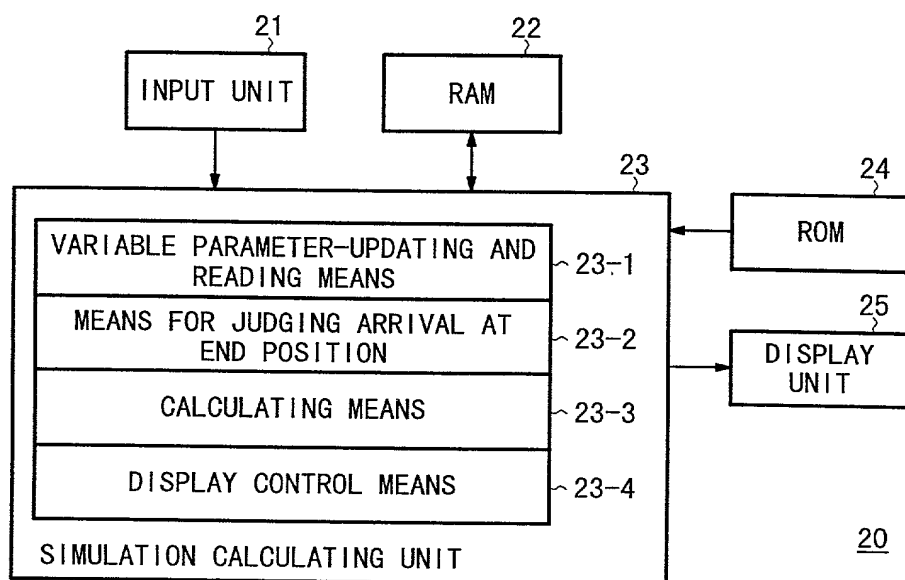 21
INPUT UNIT
22
RAM
23
24
ROM
25
DISPLAY
UNIT
VARIABLE PARAMETER-UPDATING AND
READING MEANS
23-1
MEANS FOR JUDGING ARRIVAL AT
END POSITION
23-2
CALCULATING MEANS
23-3
DISPLAY CONTROL MEANS
23-4
SIMULATION CALCULATING UNIT
20